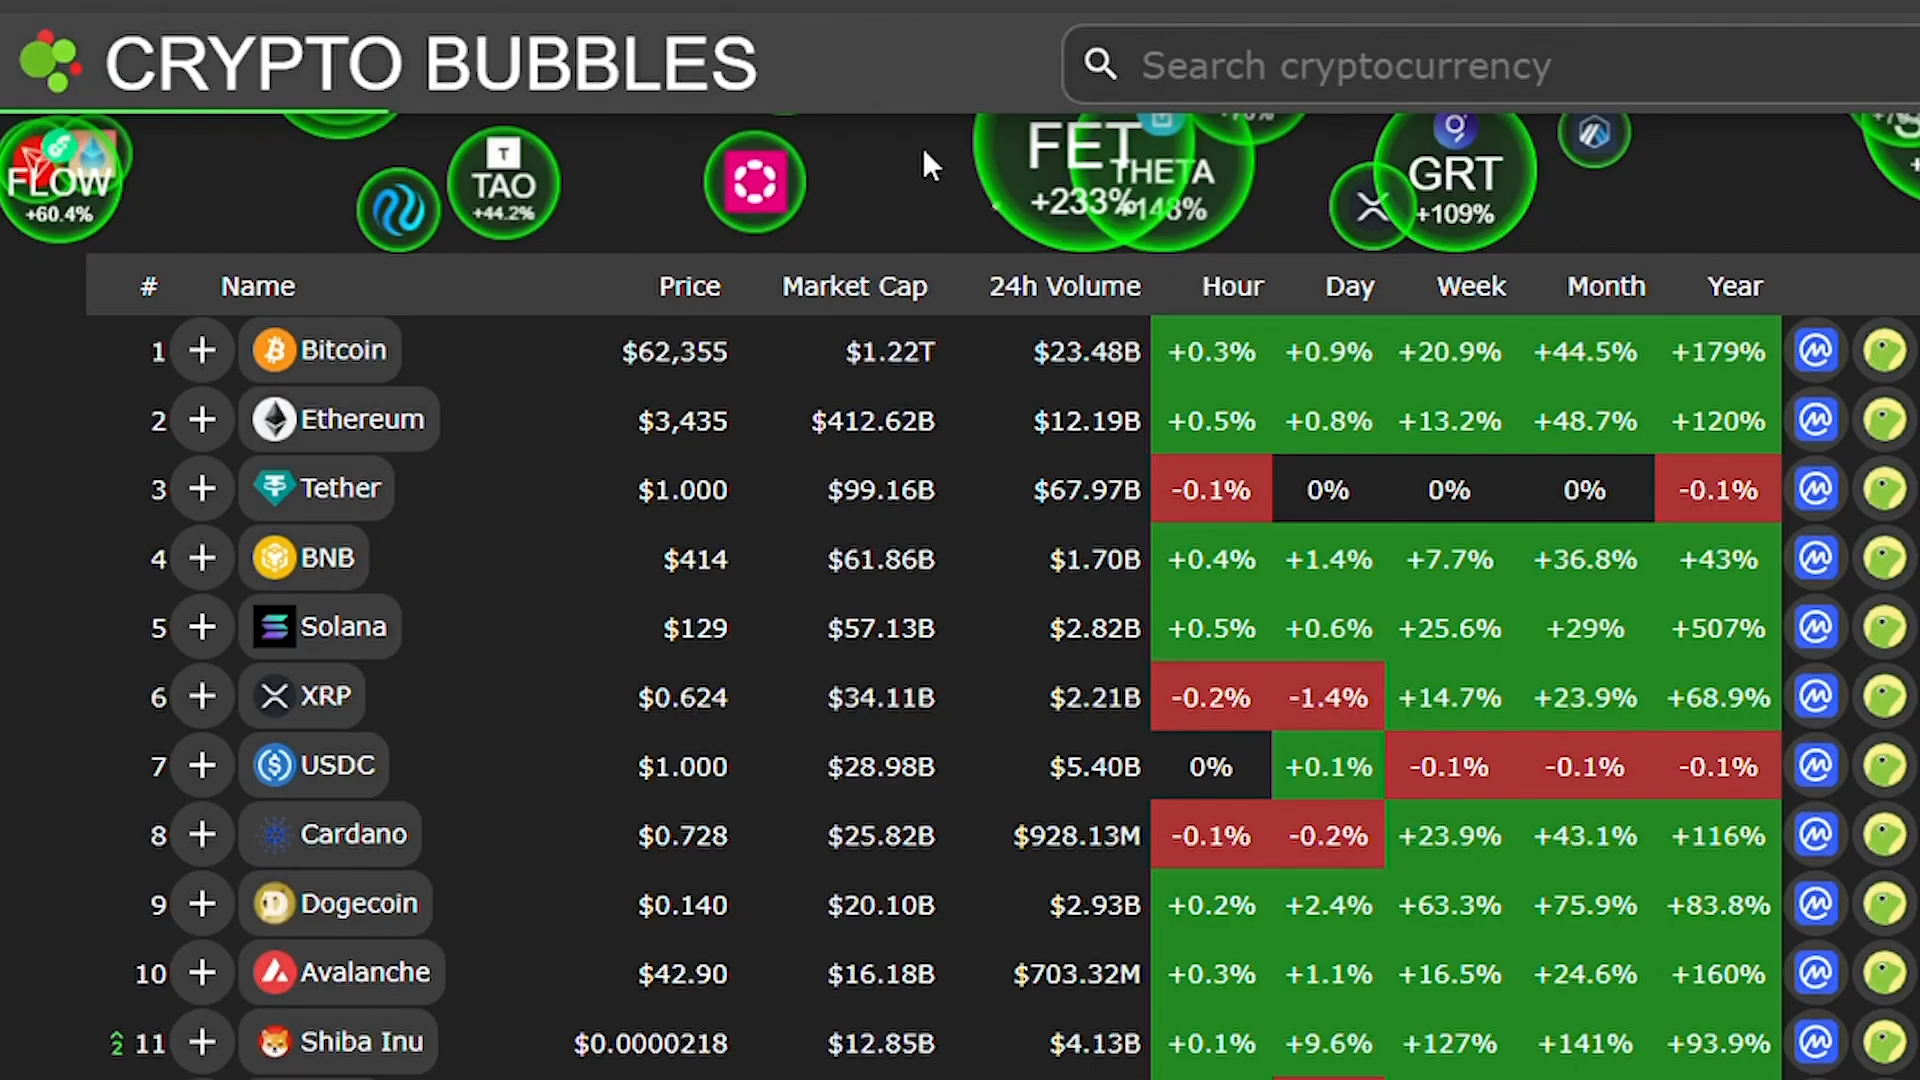 CRYPTO BUBBLES
Search cryptocurrency
FLOW
+60.4%
T
TAO
+44.2%
FET
+233%
THETA
+148%
GRT
+109%
# Name Price Market Cap 24h Volume Hour Day Week Month Year
1 + Bitcoin $62,355 $1.22T $23.48B +0.3% +0.9% +20.9% +44.5% +179%
2 + Ethereum $3,435 $412.62B $12.19B +0.5% +0.8% +13.2% +48.7% +120%
3 + Tether $1.000 $99.16B $67.97B -0.1% 0% 0% 0% -0.1%
4 + BNB $414 $61.86B $1.70B +0.4% +1.4% +7.7% +36.8% +43%
5 + Solana $129 $57.13B $2.82B +0.5% +0.6% +25.6% +29% +507%
6 + XRP $0.624 $34.11B $2.21B -0.2% -1.4% +14.7% +23.9% +68.9%
7 + USDC $1.000 $28.98B $5.40B 0% +0.1% -0.1% -0.1% -0.1%
8 + Cardano $0.728 $25.82B $928.13M -0.1% -0.2% +23.9% +43.1% +116%
9 + Dogecoin $0.140 $20.10B $2.93B +0.2% +2.4% +63.3% +75.9% +83.8%
10 + Avalanche $42.90 $16.18B $703.32M +0.3% +1.1% +16.5% +24.6% +160%
2 11 + Shiba Inu $0.0000218 $12.85B $4.13B +0.1% +9.6% +127% +141% +93.9%